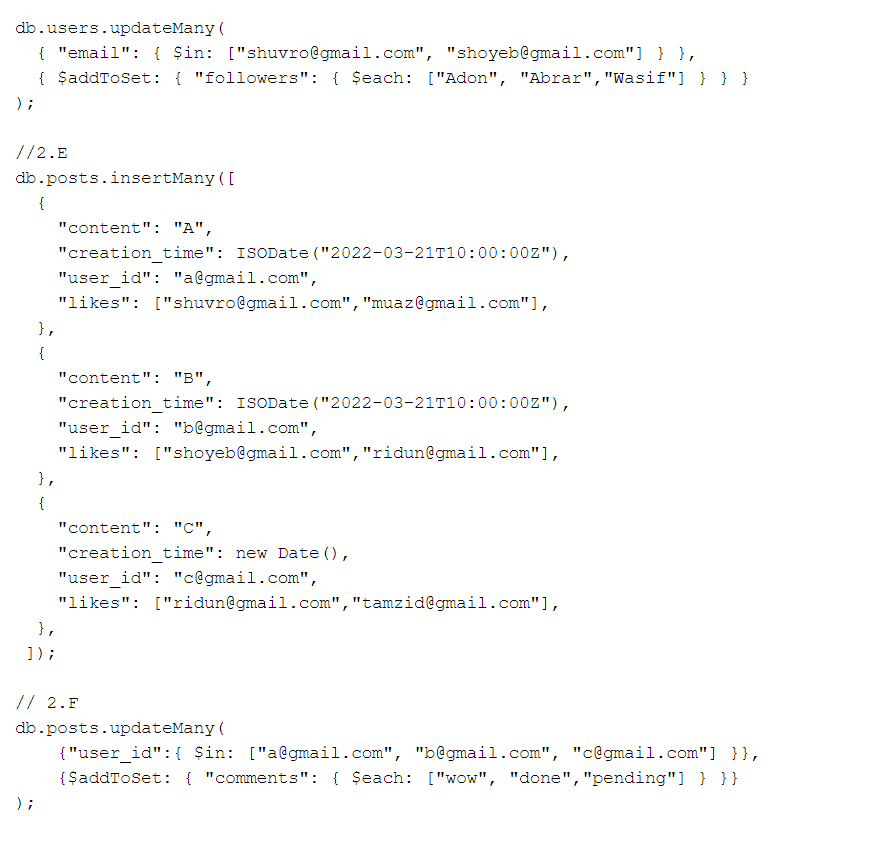 db.users.updateMany(
  { "email": { $in: ["shuvro@gmail.com", "shoyeb@gmail.com"] } },
  { $addToSet: { "followers": { $each: ["Adon", "Abrar","Wasif"] } } }
);

//2.E
db.posts.insertMany([
  {
    "content": "A",
    "creation_time": ISODate("2022-03-21T10:00:00Z"),
    "user_id": "a@gmail.com",
    "likes": ["shuvro@gmail.com","muaz@gmail.com"],
  },
  {
    "content": "B",
    "creation_time": ISODate("2022-03-21T10:00:00Z"),
    "user_id": "b@gmail.com",
    "likes": ["shoyeb@gmail.com","ridun@gmail.com"],
  },
  {
    "content": "C",
    "creation_time": new Date(),
    "user_id": "c@gmail.com",
    "likes": ["ridun@gmail.com","tamzid@gmail.com"],
  },
 ]);

// 2.F
db.posts.updateMany(
    {"user_id":{ $in: ["a@gmail.com", "b@gmail.com", "c@gmail.com"] }},
    {$addToSet: { "comments": { $each: ["wow", "done","pending"] } }}
);